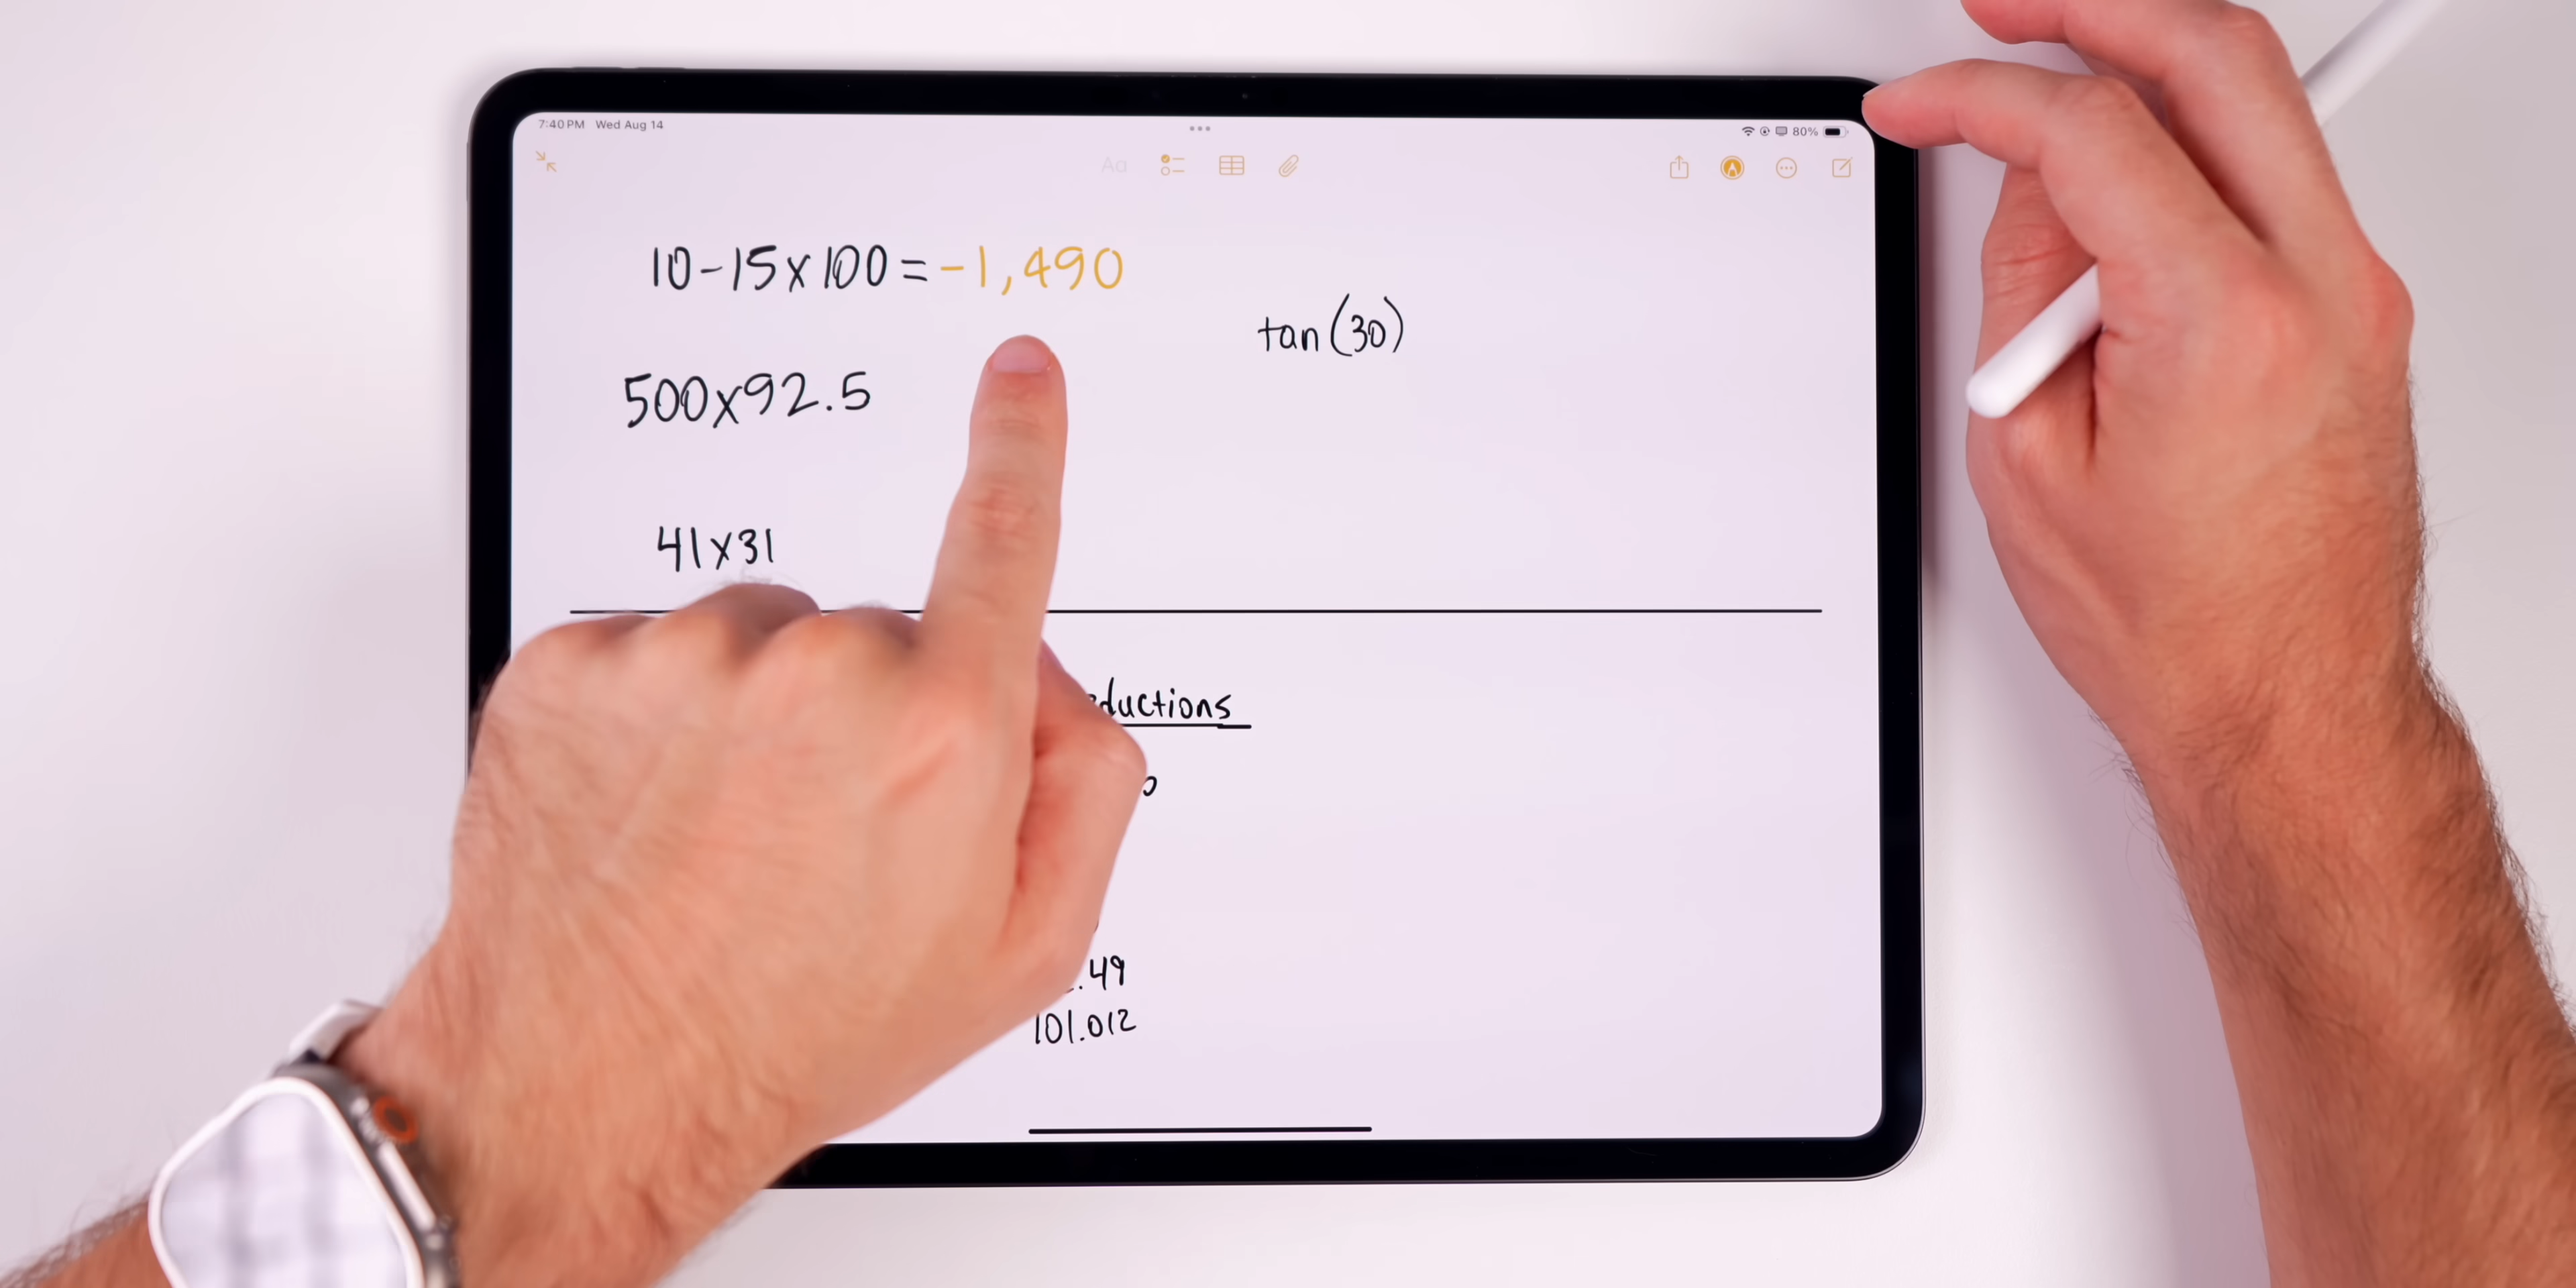 7:40 PM Wed Aug 14
80%
Aa
10-15x100=-1,490
tan(30)
500x92.5
41x31
ductions
.49
101.012